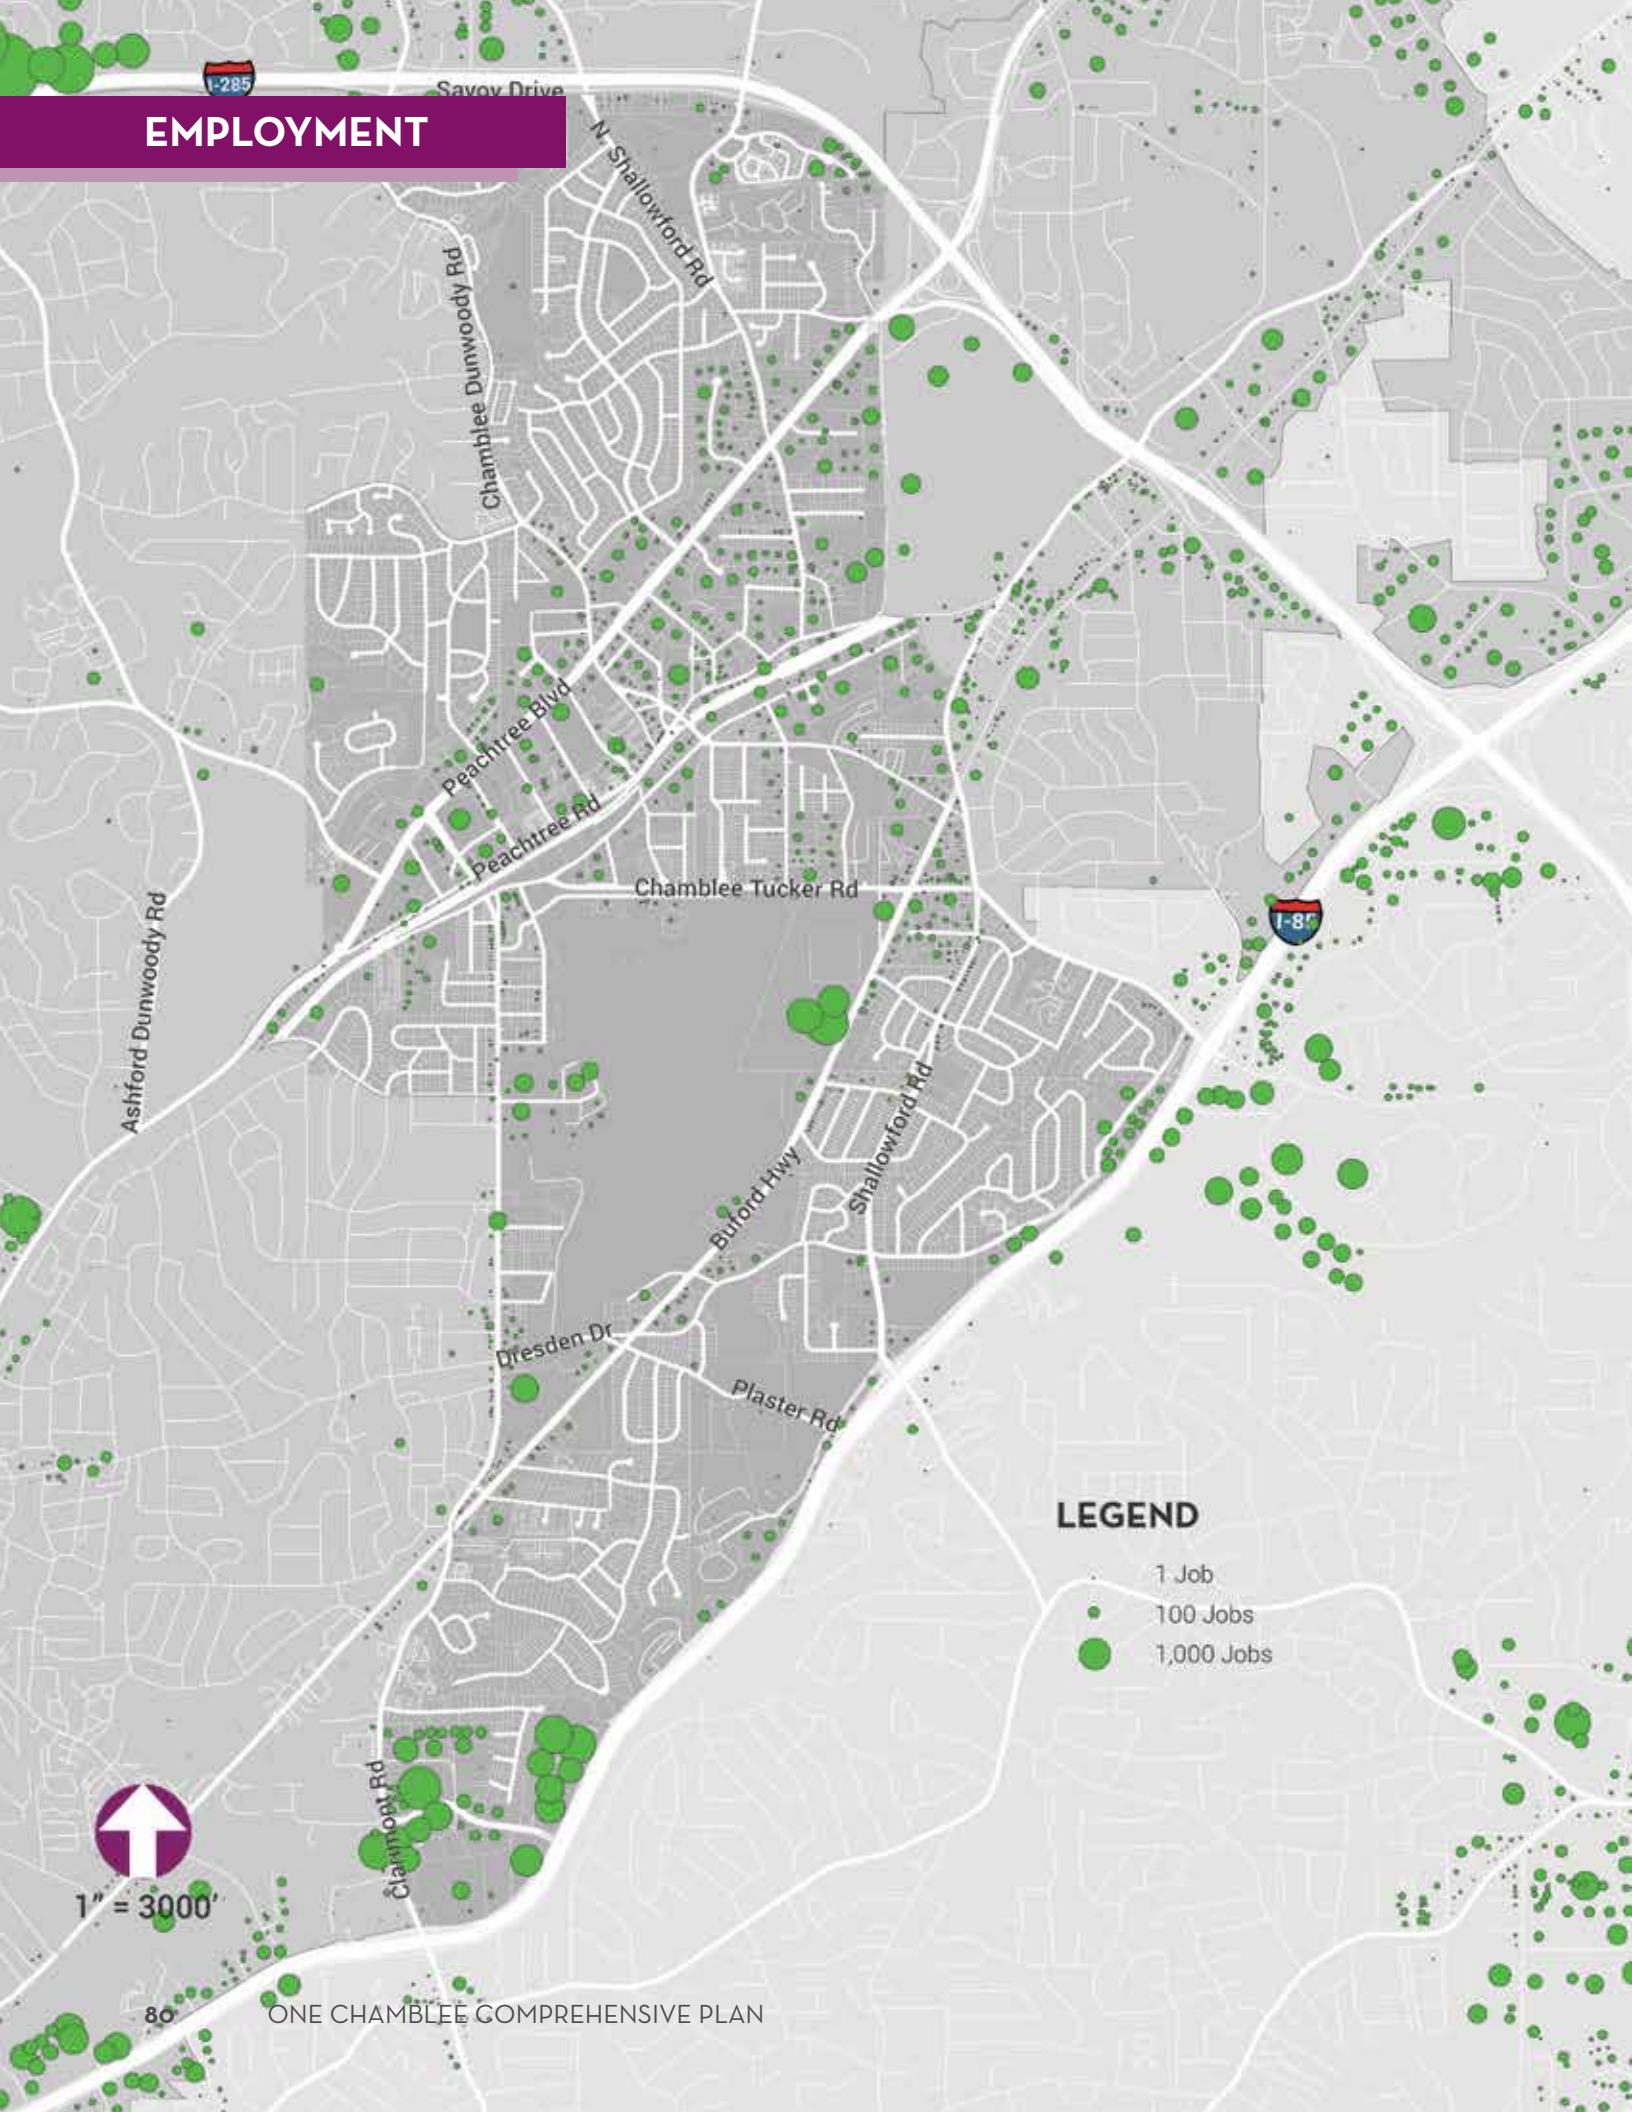 I-285
Savoy Drive
EMPLOYMENT
N. Shallowford Rd
Chamblee Dunwoody Rd
Peachtree Blvd
Peachtree Rd
Chamblee Tucker Rd
Ashford Dunwoody Rd
I-85
Shallowford Rd
Buford Hwy
Dresden Dr
Plaster Rd
LEGEND
1 Job
100 Jobs
1,000 Jobs
Clairmont Rd
1" = 3000'
80 ONE CHAMBLEE COMPREHENSIVE PLAN